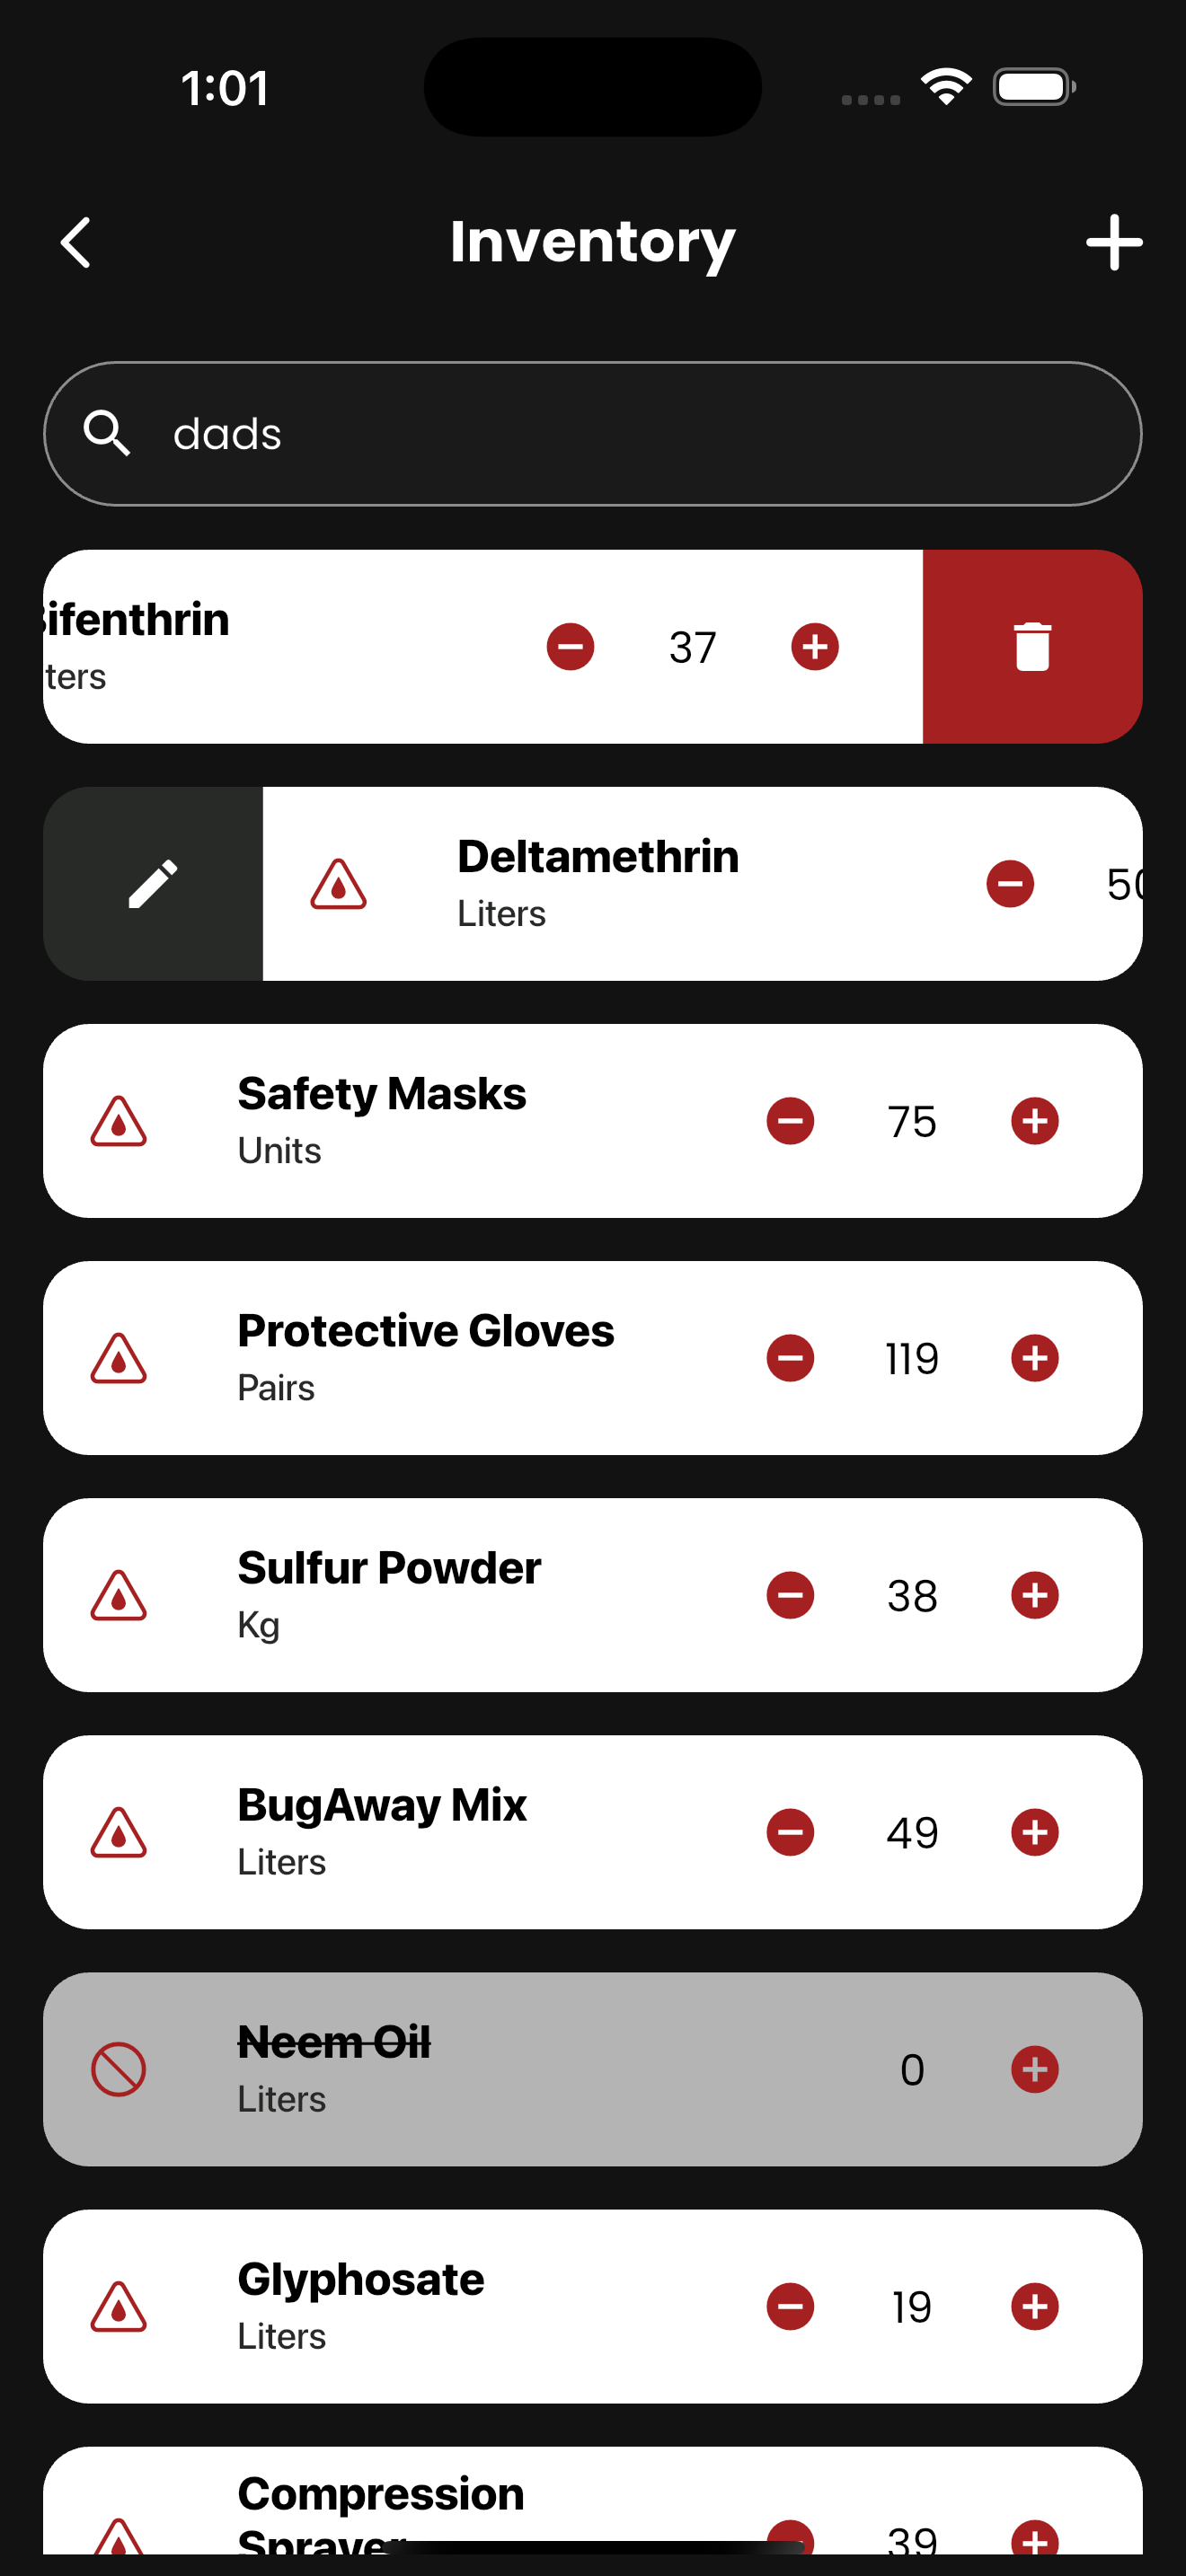 1:01
Inventory
dads
ifenthrin
ters
37
Deltamethrin
Liters
50
Safety Masks
Units
75
Protective Gloves
Pairs
119
Sulfur Powder
Kg
38
BugAway Mix
Liters
49
Neem Oil
Liters
0
Glyphosate
Liters
19
Compression
Sprayer
39